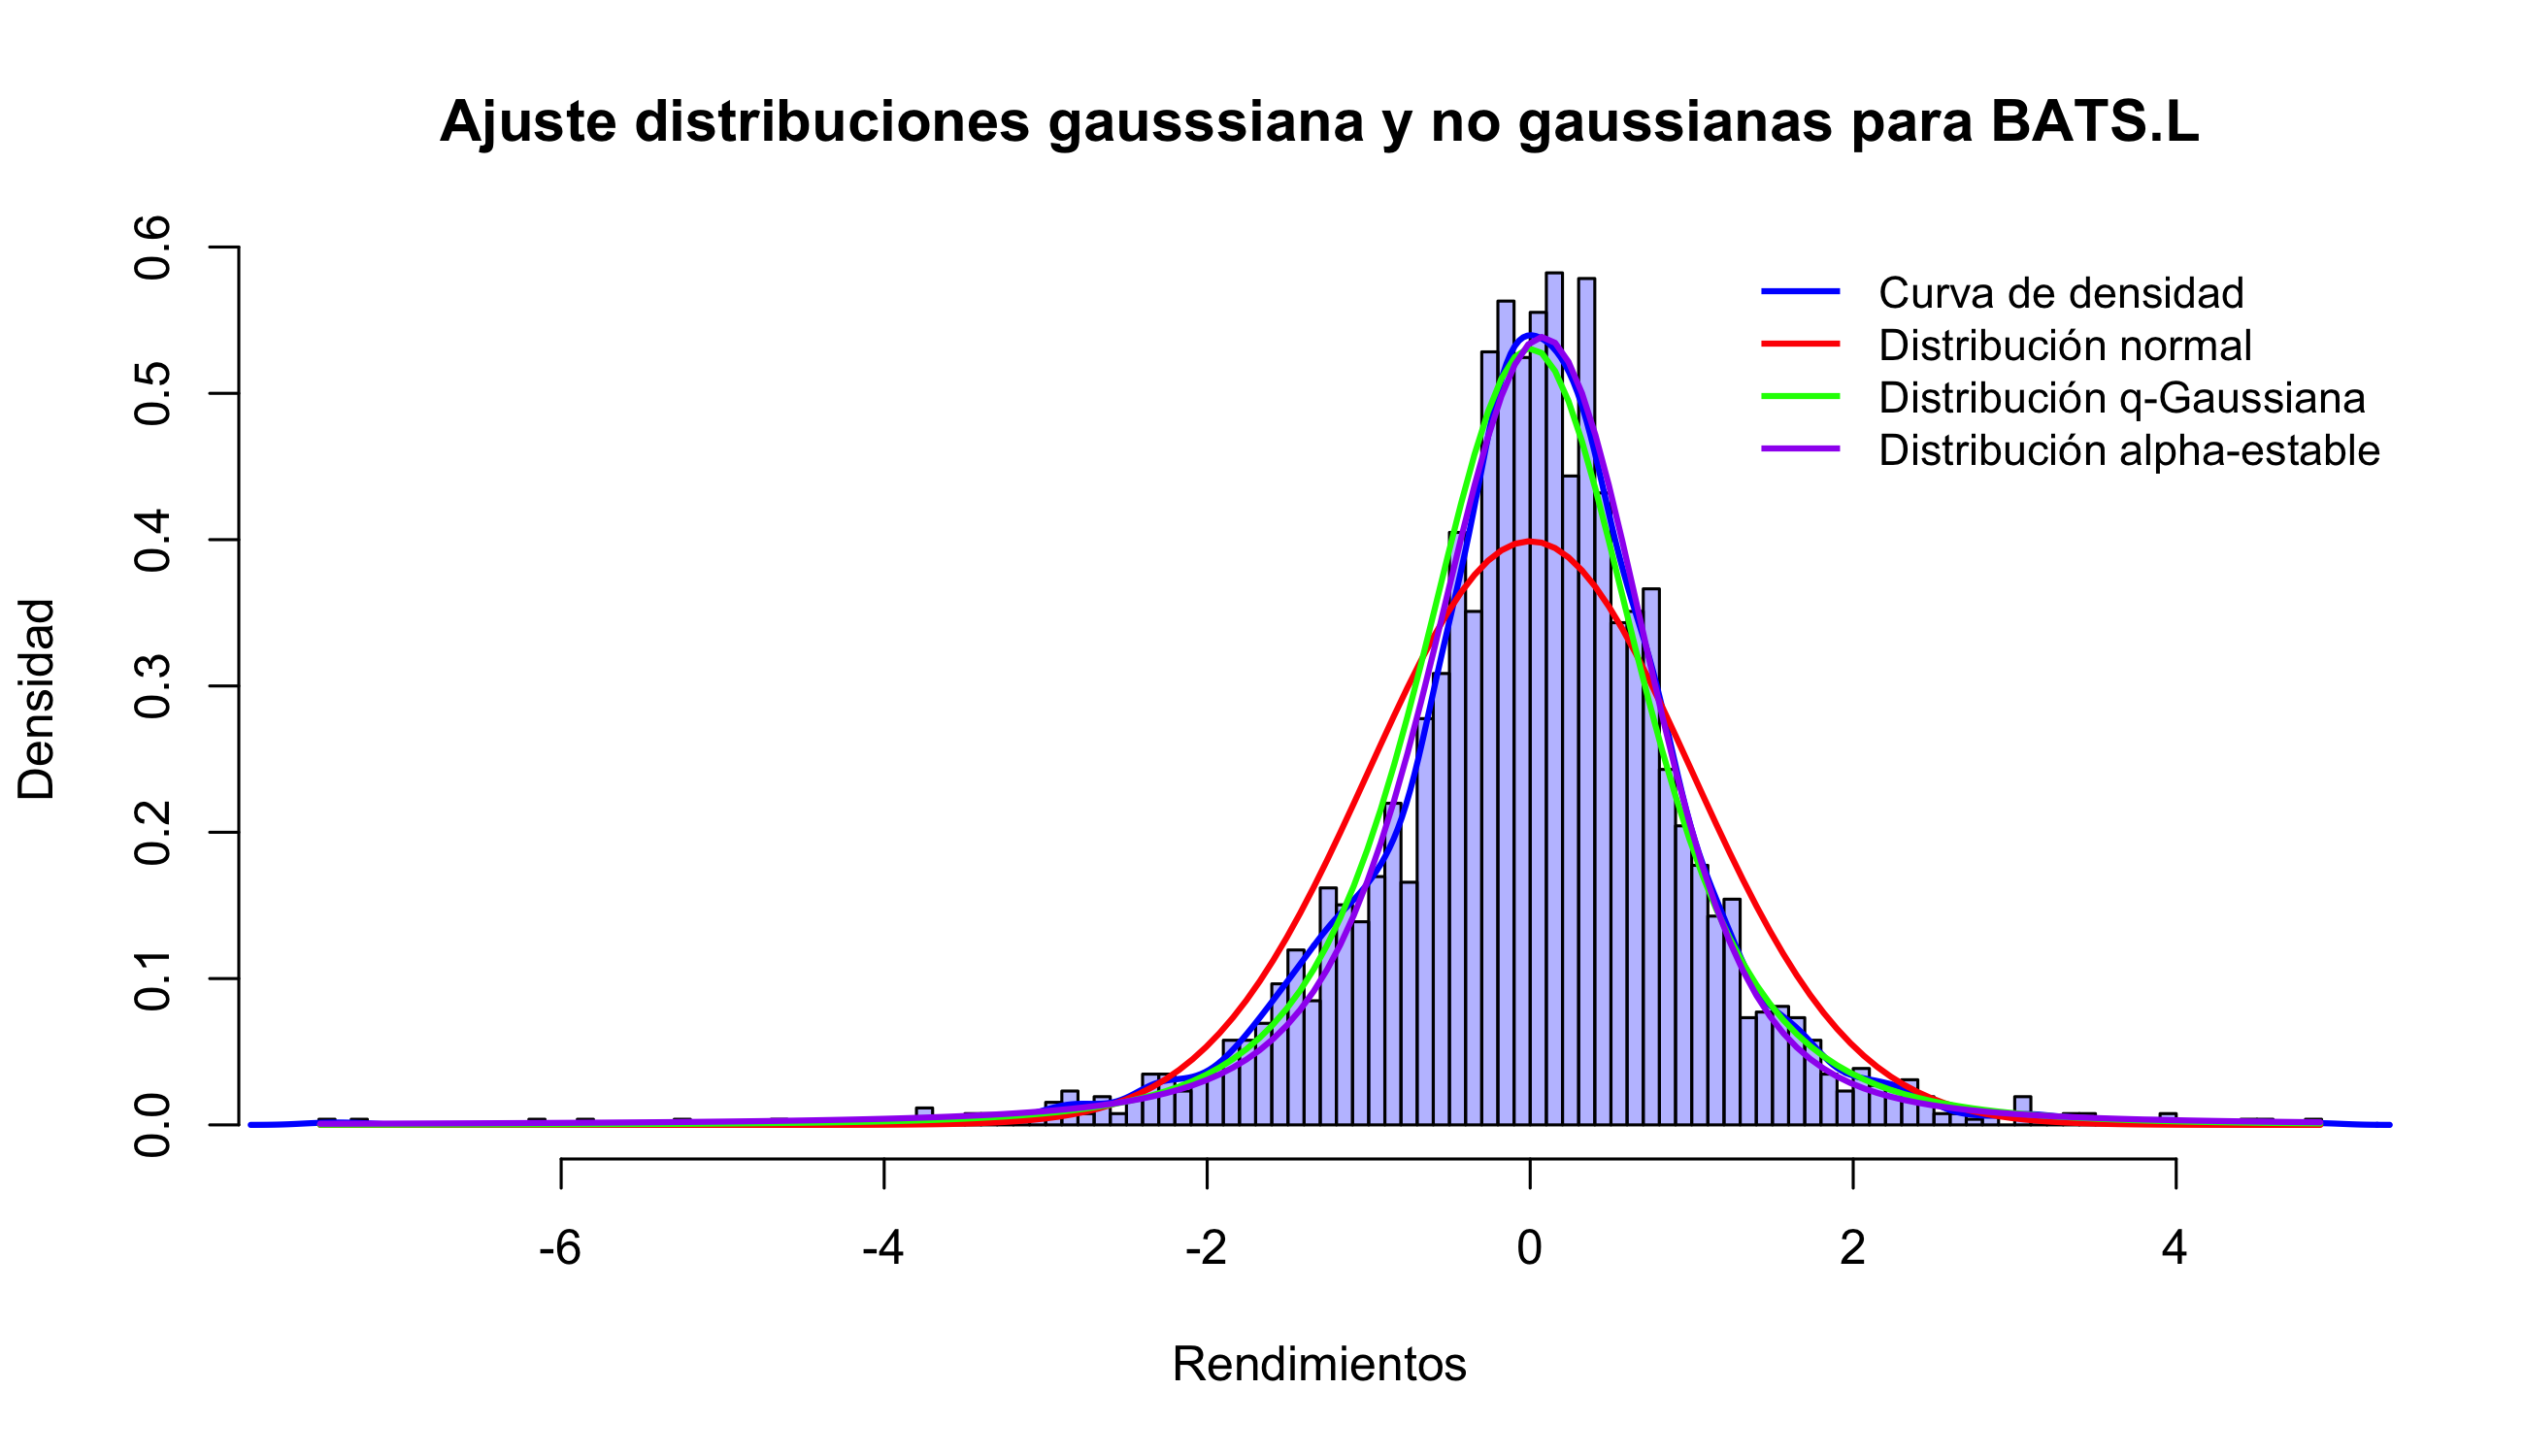 Ajuste distribuciones gausssiana y no gaussianas para BATS.L
Curva de densidad
Distribución normal
Distribución q-Gaussiana
Distribución alpha-estable
Densidad
0.6
0.5
0.4
0.3
0.2
0.1
0.0
-6 -4 -2 0 2 4
Rendimientos